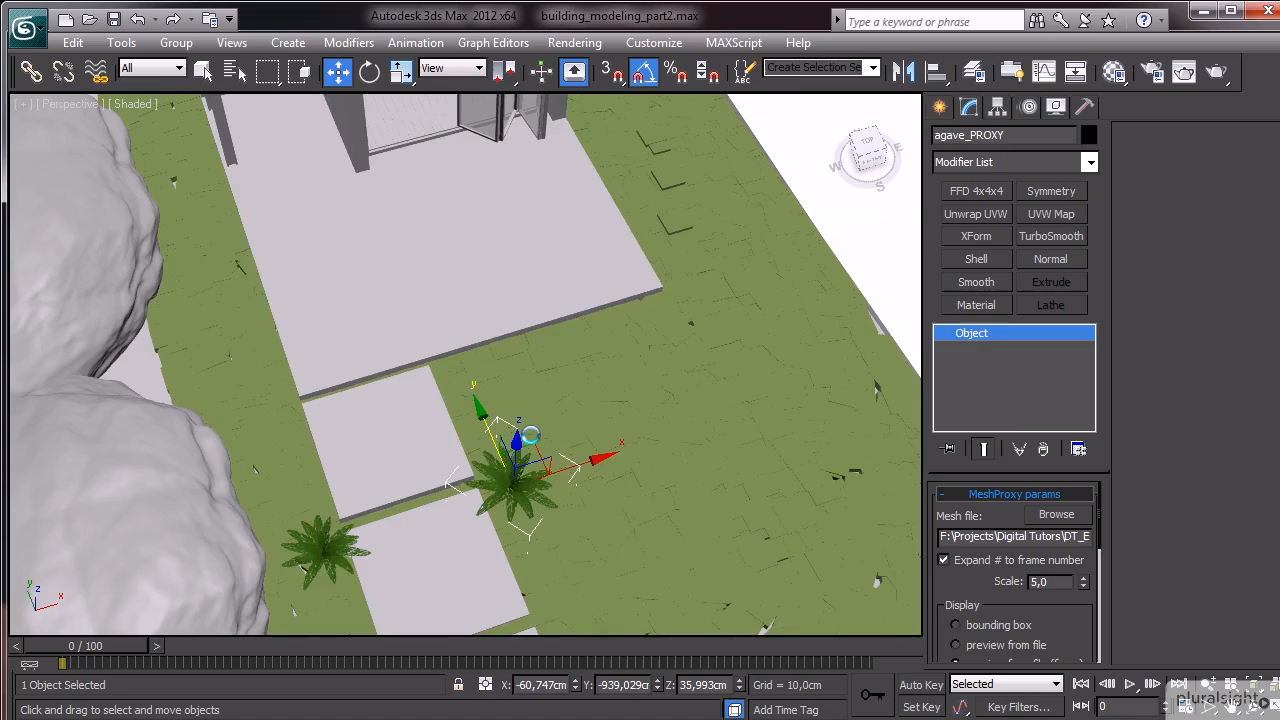 Autodesk 3ds Max 2012 x64 building_modeling_part2.max
Type a keyword or phrase
Edit Tools Group Views Create Modifiers Animation Graph Editors Rendering Customize MAXScript Help
All View 3 Create Selection Se
[ + ] [ Perspective ] [ Shaded ]
TOP
W E S
agave_PROXY
Modifier List
FFD 4x4x4 Symmetry
Unwrap UVW UVW Map
XForm TurboSmooth
Shell Normal
Smooth Extrude
Material Lathe
Object
y
z
x
- MeshProxy params
Mesh file: Browse
F:\Projects\Digital Tutors\DT_E
Expand # to frame number
Scale: 5,0
Display
bounding box
preview from file
y
z
x
< 0 / 100 >
1 Object Selected X: -60,747cm Y: -939,029cm Z: 35,993cm Grid = 10,0cm Auto Key Selected
Click and drag to select and move objects Add Time Tag Set Key Key Filters... 0
pluralsight